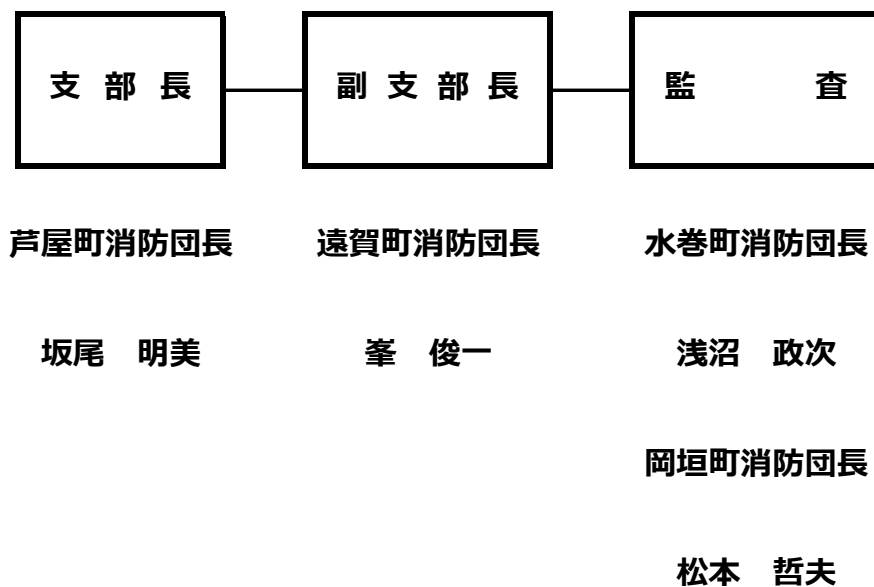 支部長
副支部長
監査
芦屋町消防団長
遠賀町消防団長
水巻町消防団長
坂尾　明美
峯　俊一
浅沼　政次
岡垣町消防団長
松本　哲夫